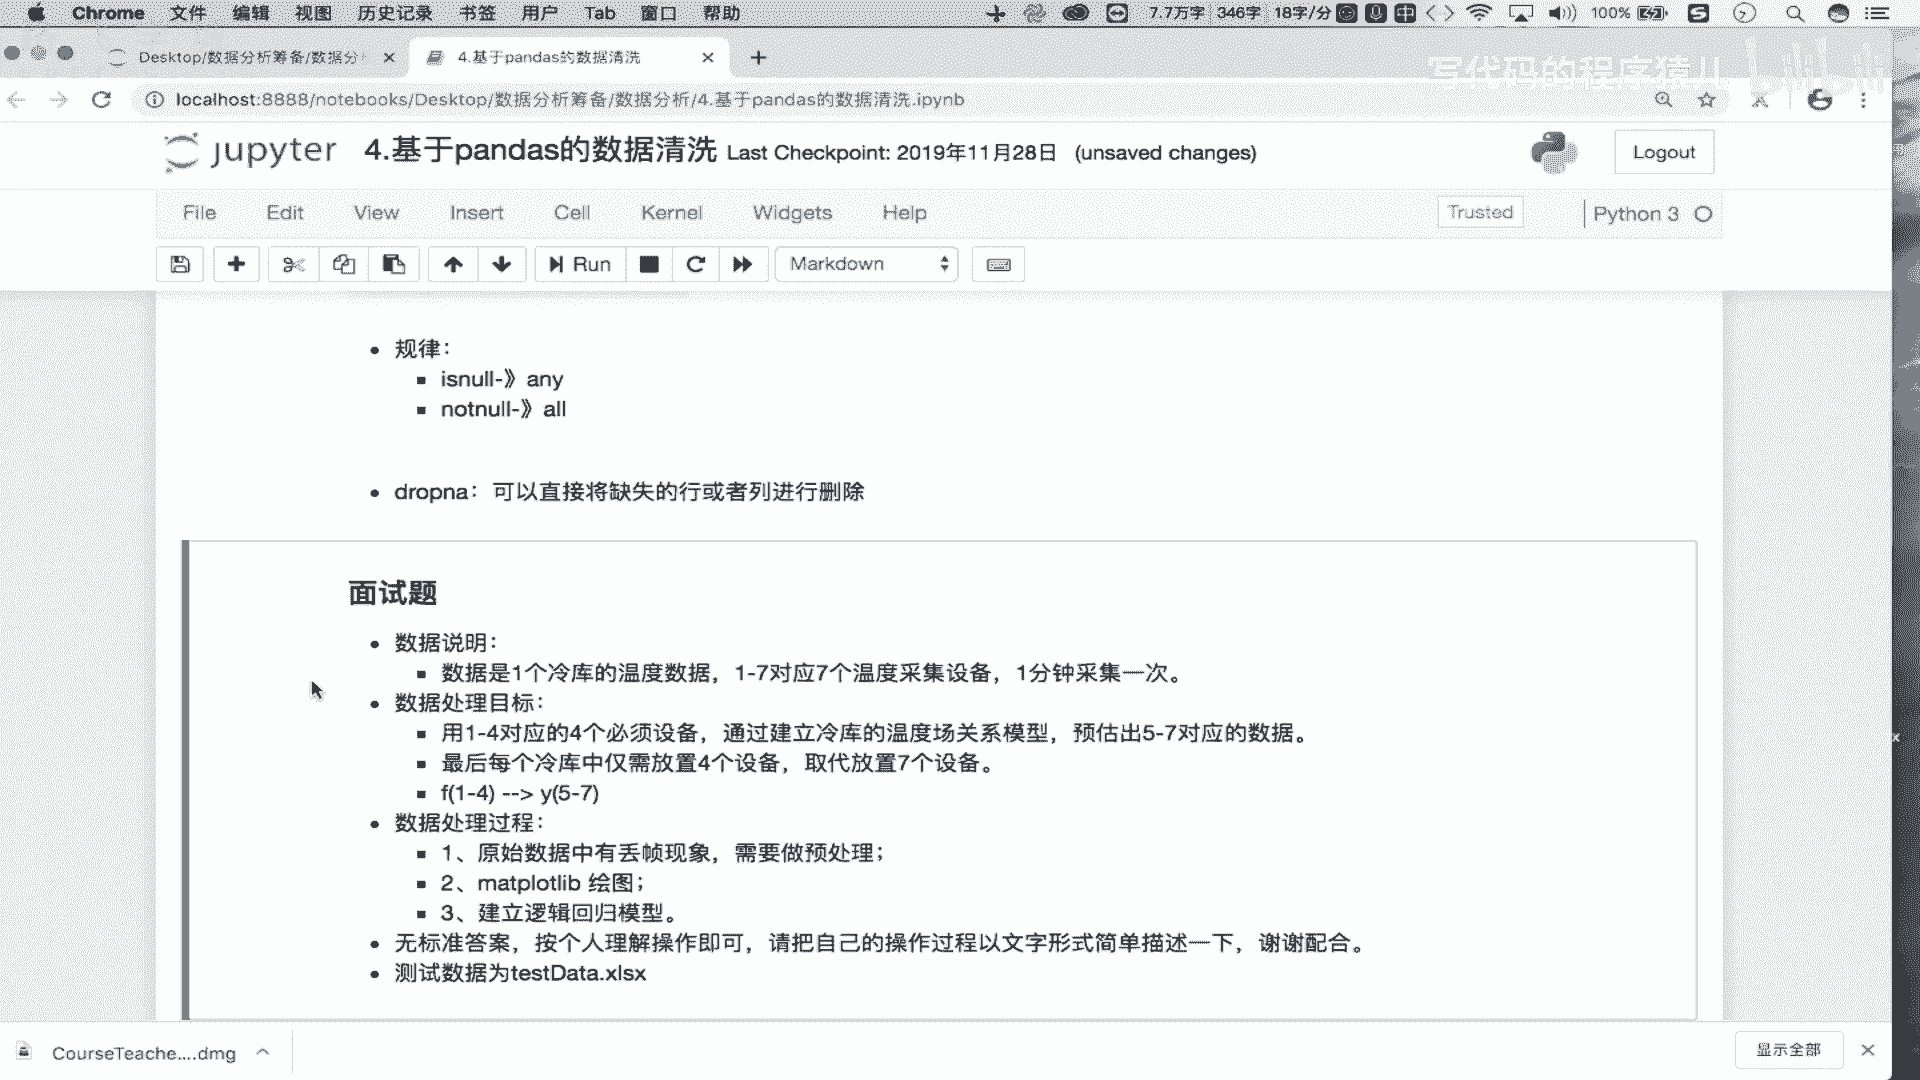 Chrome 文件 编辑 视图 历史记录 书签 用户 Tab 窗口 帮助 7.7万字 346字 18字/分 中 100% S
Desktop/数据分析筹备/数据分 4.基于pandas的数据清洗
写代码的程序猿儿 bilibili
localhost:8888/notebooks/Desktop/数据分析筹备/数据分析/4.基于pandas的数据清洗.ipynb
jupyter 4.基于pandas的数据清洗 Last Checkpoint: 2019年11月28日 (unsaved changes) Logout
File Edit View Insert Cell Kernel Widgets Help Trusted Python 3
Run Markdown
规律：
isnull-》any
notnull-》all
dropna：可以直接将缺失的行或者列进行删除
面试题
数据说明：
数据是1个冷库的温度数据，1-7对应7个温度采集设备，1分钟采集一次。
数据处理目标：
用1-4对应的4个必须设备，通过建立冷库的温度场关系模型，预估出5-7对应的数据。
最后每个冷库中仅需放置4个设备，取代放置7个设备。
f(1-4) --> y(5-7)
数据处理过程：
1、原始数据中有丢帧现象，需要做预处理；
2、matplotlib 绘图；
3、建立逻辑回归模型。
无标准答案，按个人理解操作即可，请把自己的操作过程以文字形式简单描述一下，谢谢配合。
测试数据为testData.xlsx
CourseTeache....dmg 显示全部